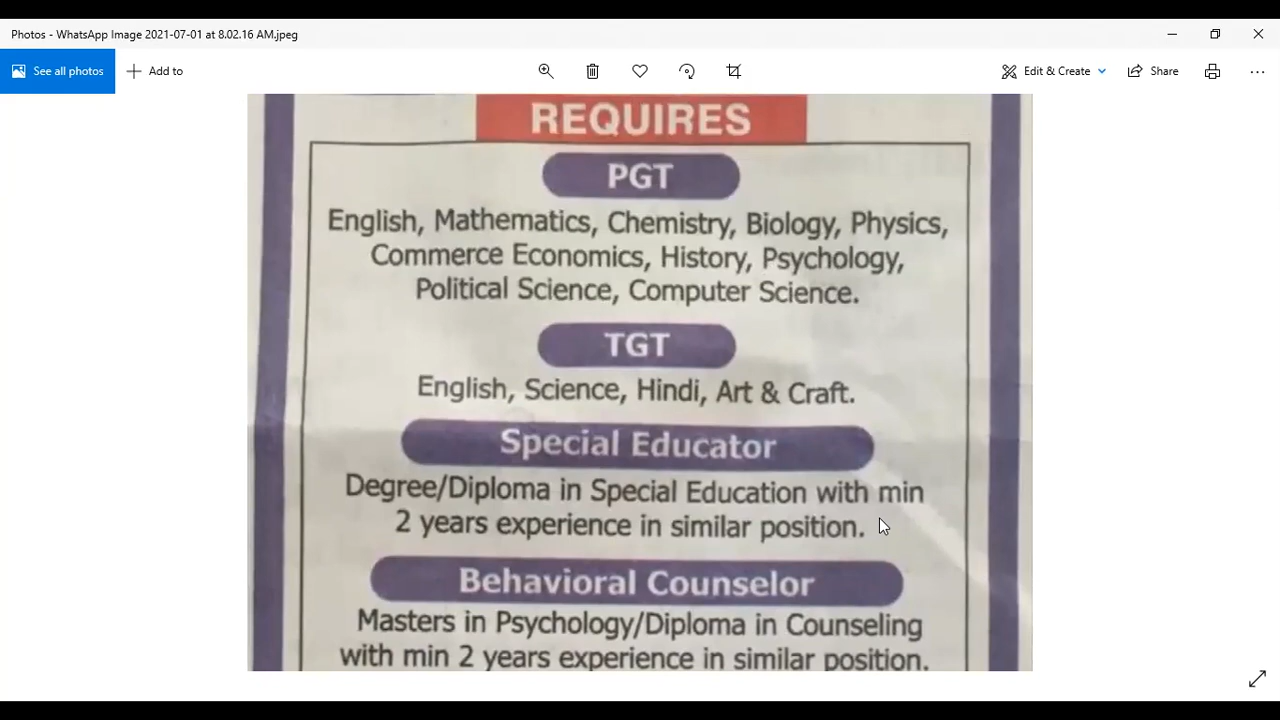 Photos - WhatsApp Image 2021-07-01 at 8.02.16 AM.jpeg
See all photos
Add to
Edit & Create
Share
REQUIRES
PGT
English, Mathematics, Chemistry, Biology, Physics,
Commerce Economics, History, Psychology,
Political Science, Computer Science.
TGT
English, Science, Hindi, Art & Craft.
Special Educator
Degree/Diploma in Special Education with min
2 years experience in similar position.
Behavioral Counselor
Masters in Psychology/Diploma in Counseling
with min 2 years experience in similar position.